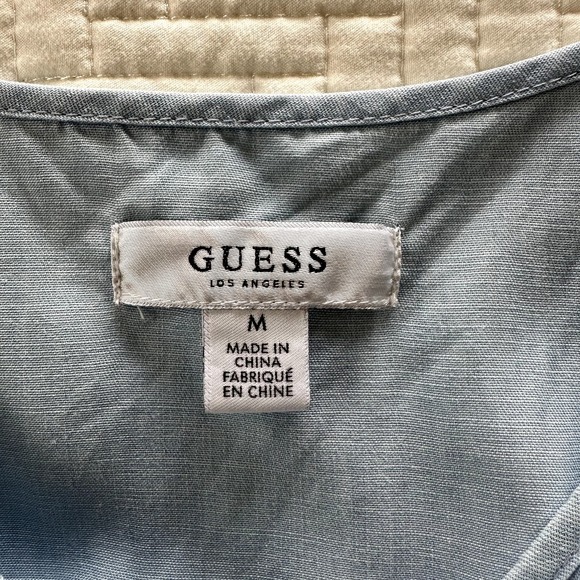 GUESS
LOS ANGELES
M
MADE IN
CHINA
FABRIQUÉ
EN CHINE